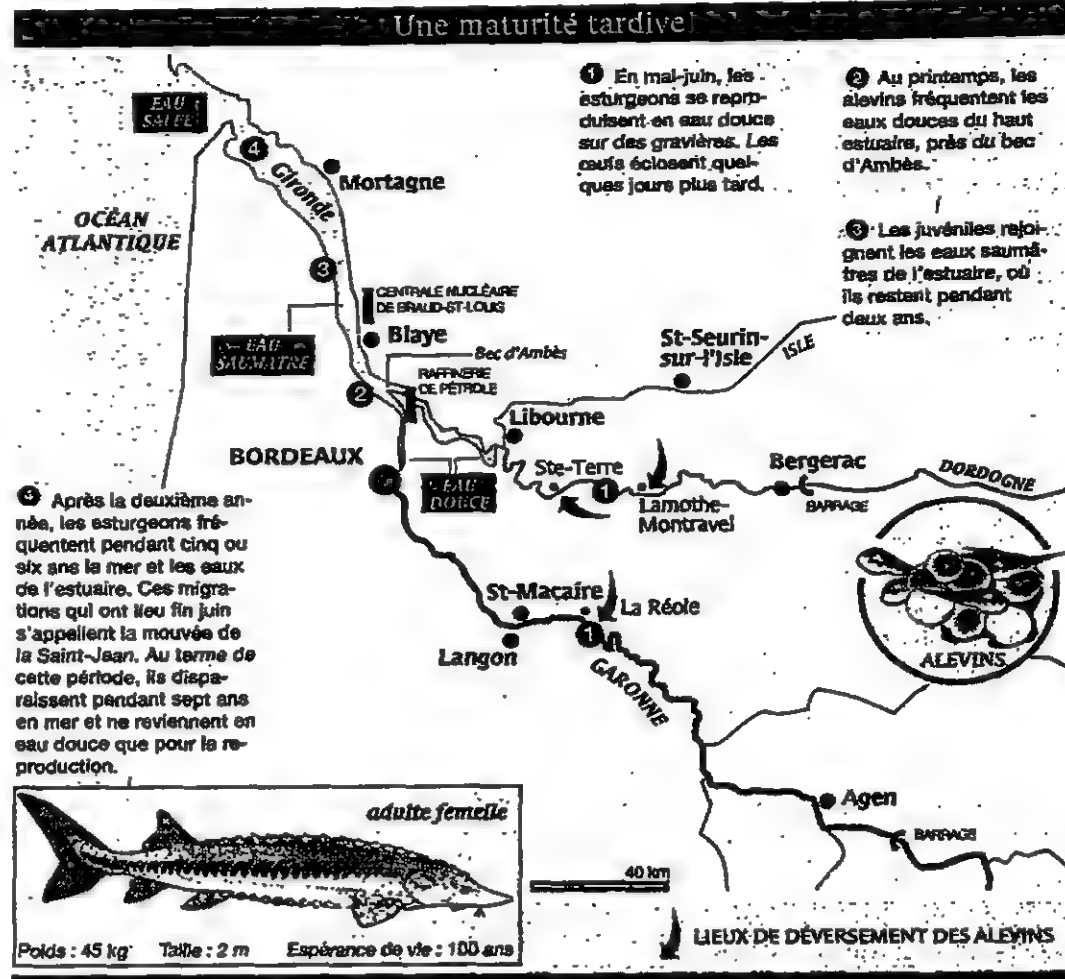 Une maturité tardive
❶ En mai-juin, les
esturgeons se repro-
duisent en eau douce
sur des gravières. Les
œufs éclosent quel-
ques jours plus tard.
❷ Au printemps, les
alevins fréquentent les
eaux douces du haut
estuaire, près du bec
d'Ambès.
❸ Les juvéniles rejoi-
gnent les eaux saumâ-
tres de l'estuaire, où
ils restent pendant
deux ans.
EAU
SALÉE
4
Gironde
Mortagne
OCÉAN
ATLANTIQUE
3
CENTRALE NUCLÉAIRE
DE BRAUD-ST-LOUIS
Blaye
EAU
SAUMÂTRE
Bec d'Ambès
RAFFINERIE
DE PÉTROLE
2
St-Seurin-
sur-l'Isle
ISLE
Libourne
BORDEAUX
EAU
DOUCE
Ste-Terre
1
Lamothe-
Montravel
Bergerac
BARRAGE
DORDOGNE
❹ Après la deuxième an-
née, les esturgeons fré-
quentent pendant cinq ou
six ans la mer et les eaux
de l'estuaire. Ces migra-
tions qui ont lieu fin juin
s'appellent la mouvée de
la Saint-Jean. Au terme de
cette période, ils dispa-
raissent pendant sept ans
en mer et ne reviennent en
eau douce que pour la re-
production.
St-Macaire
La Réole
Langon
1
GARONNE
ALEVINS
Agen
BARRAGE
adulte femelle
Poids : 45 kg Taille : 2 m Espérance de vie : 100 ans
40 km
LIEUX DE DÉVERSEMENT DES ALEVINS